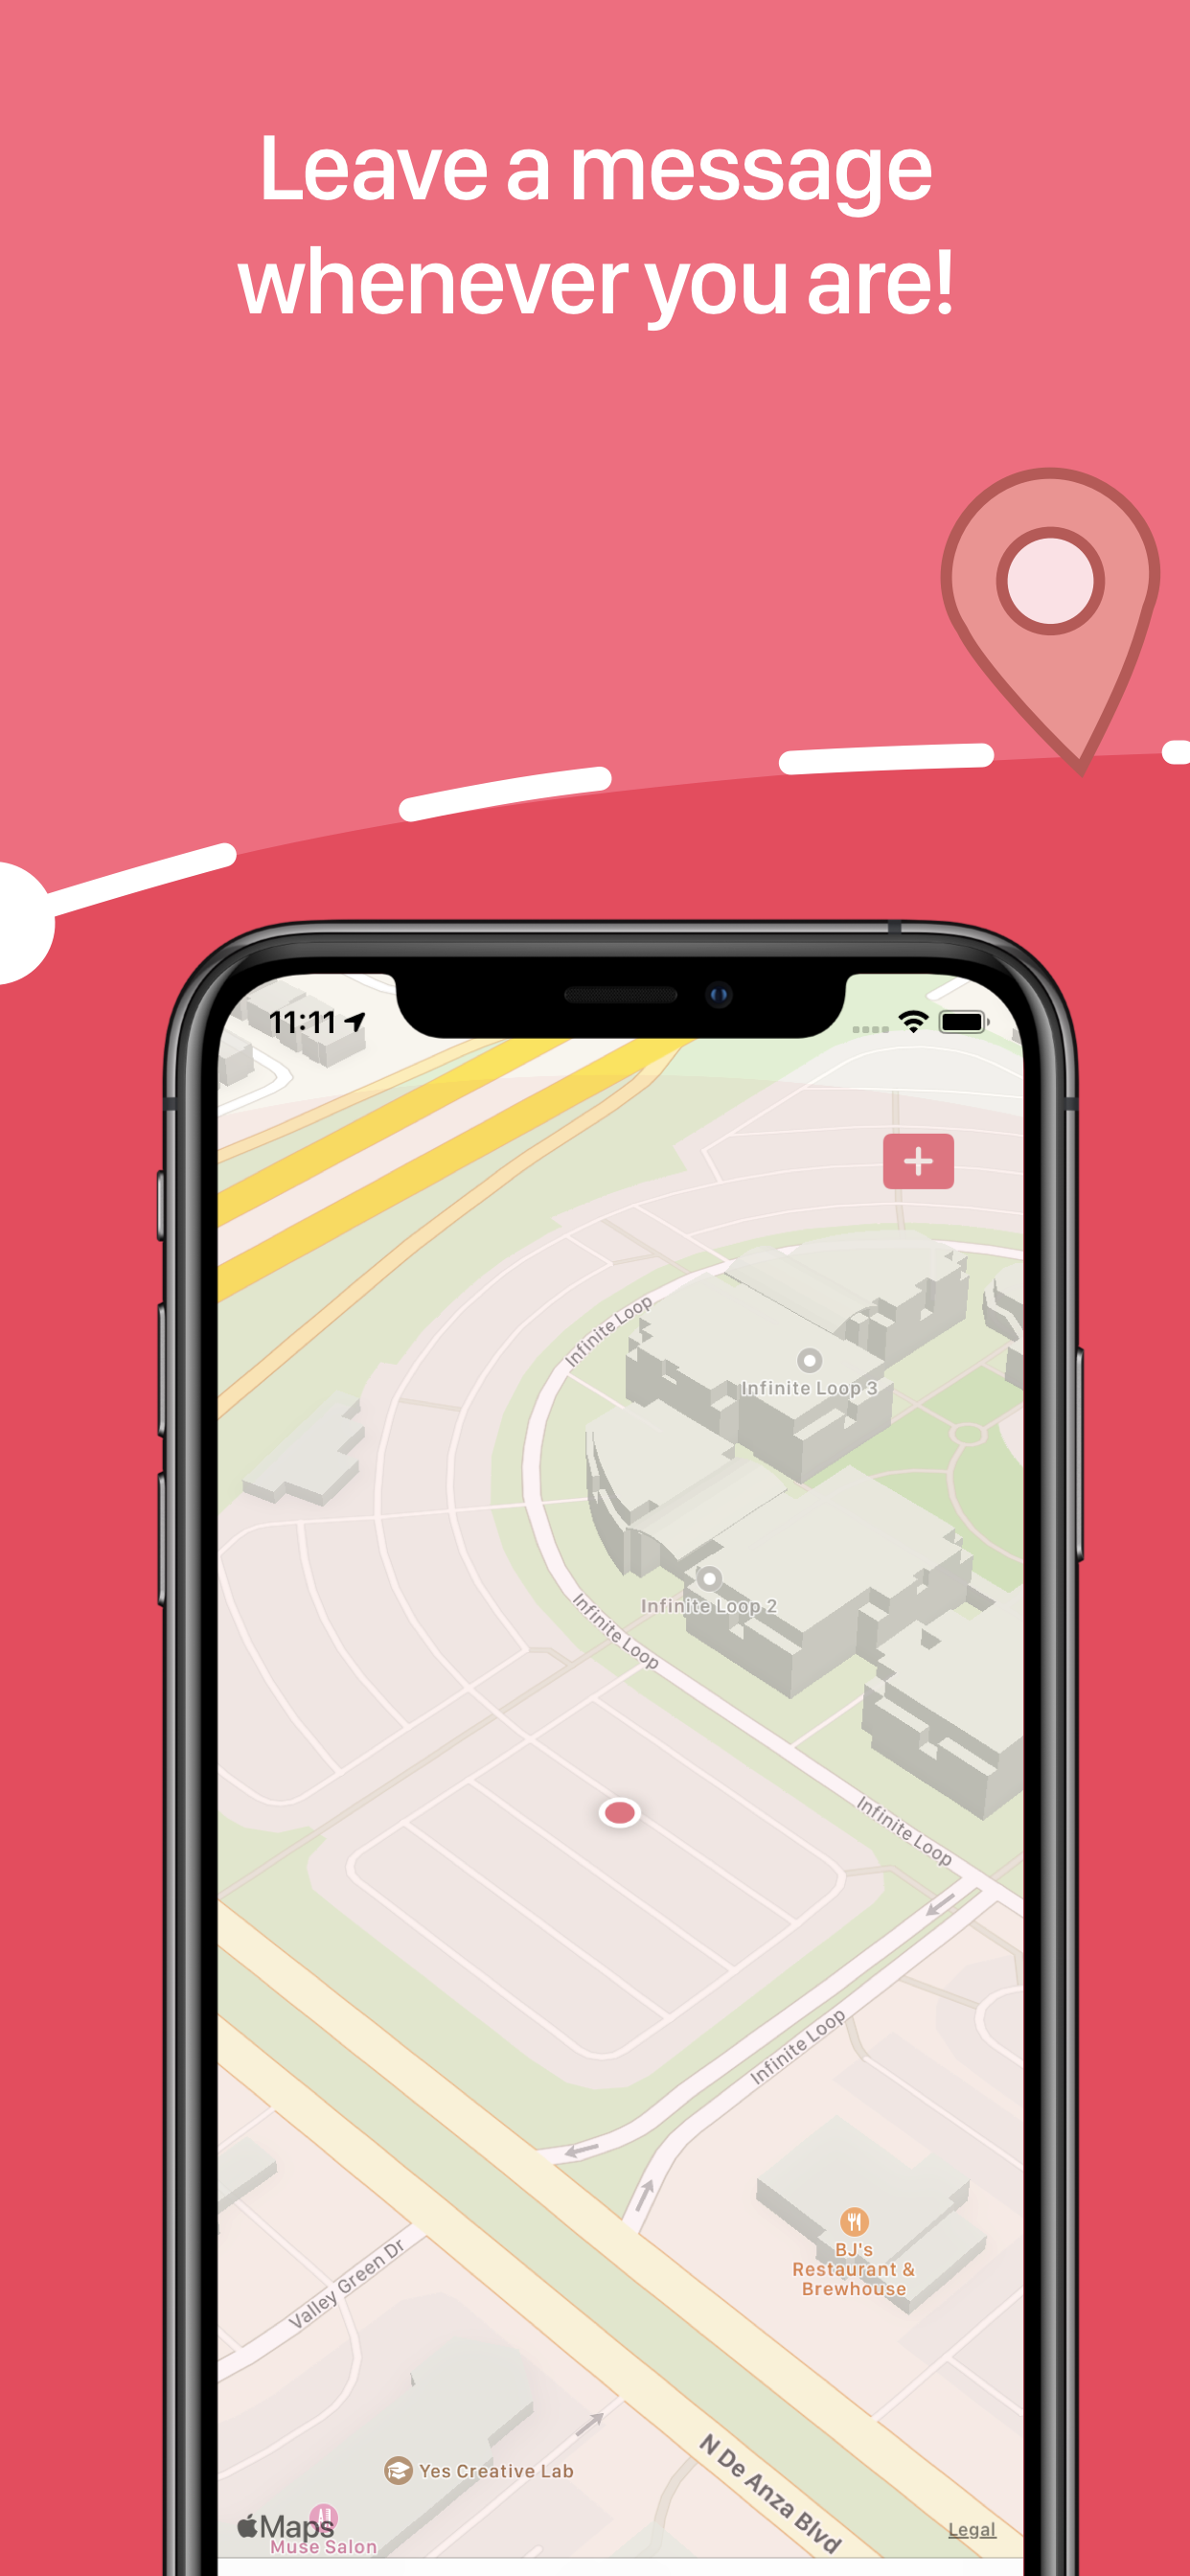 Leave a message
whenever you are!
11:11
Infinite Loop
Infinite Loop 3
Infinite Loop 2
Infinite Loop
Infinite Loop
Infinite Loop
BJ's
Restaurant &
Brewhouse
Valley Green Dr
N De Anza Blvd
Yes Creative Lab
Maps
Muse Salon
Legal